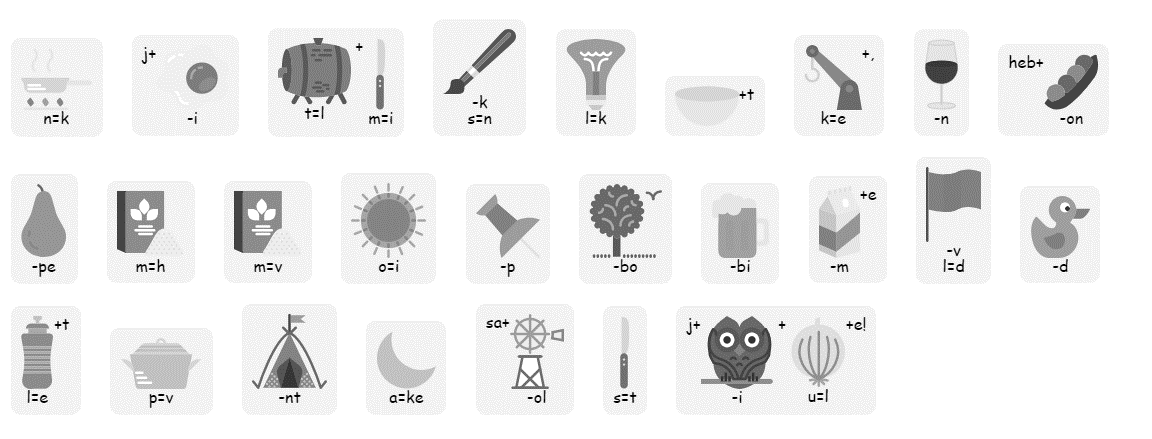 n=k
j+
-i
t=l
+
m=i
-k
s=n
l=k
+t
+,
k=e
-n
heb+
-on
-pe
m=h
m=v
o=i
-p
-bo
-bi
+e
-m
-v
l=d
-d
+t
l=e
p=v
-nt
a=ke
sa+
-ol
s=t
j+
-i
+
+e!
u=l